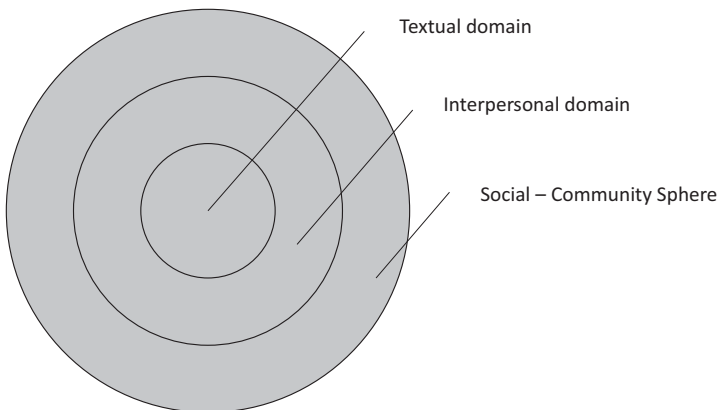 Textual domain
Interpersonal domain
Social – Community Sphere